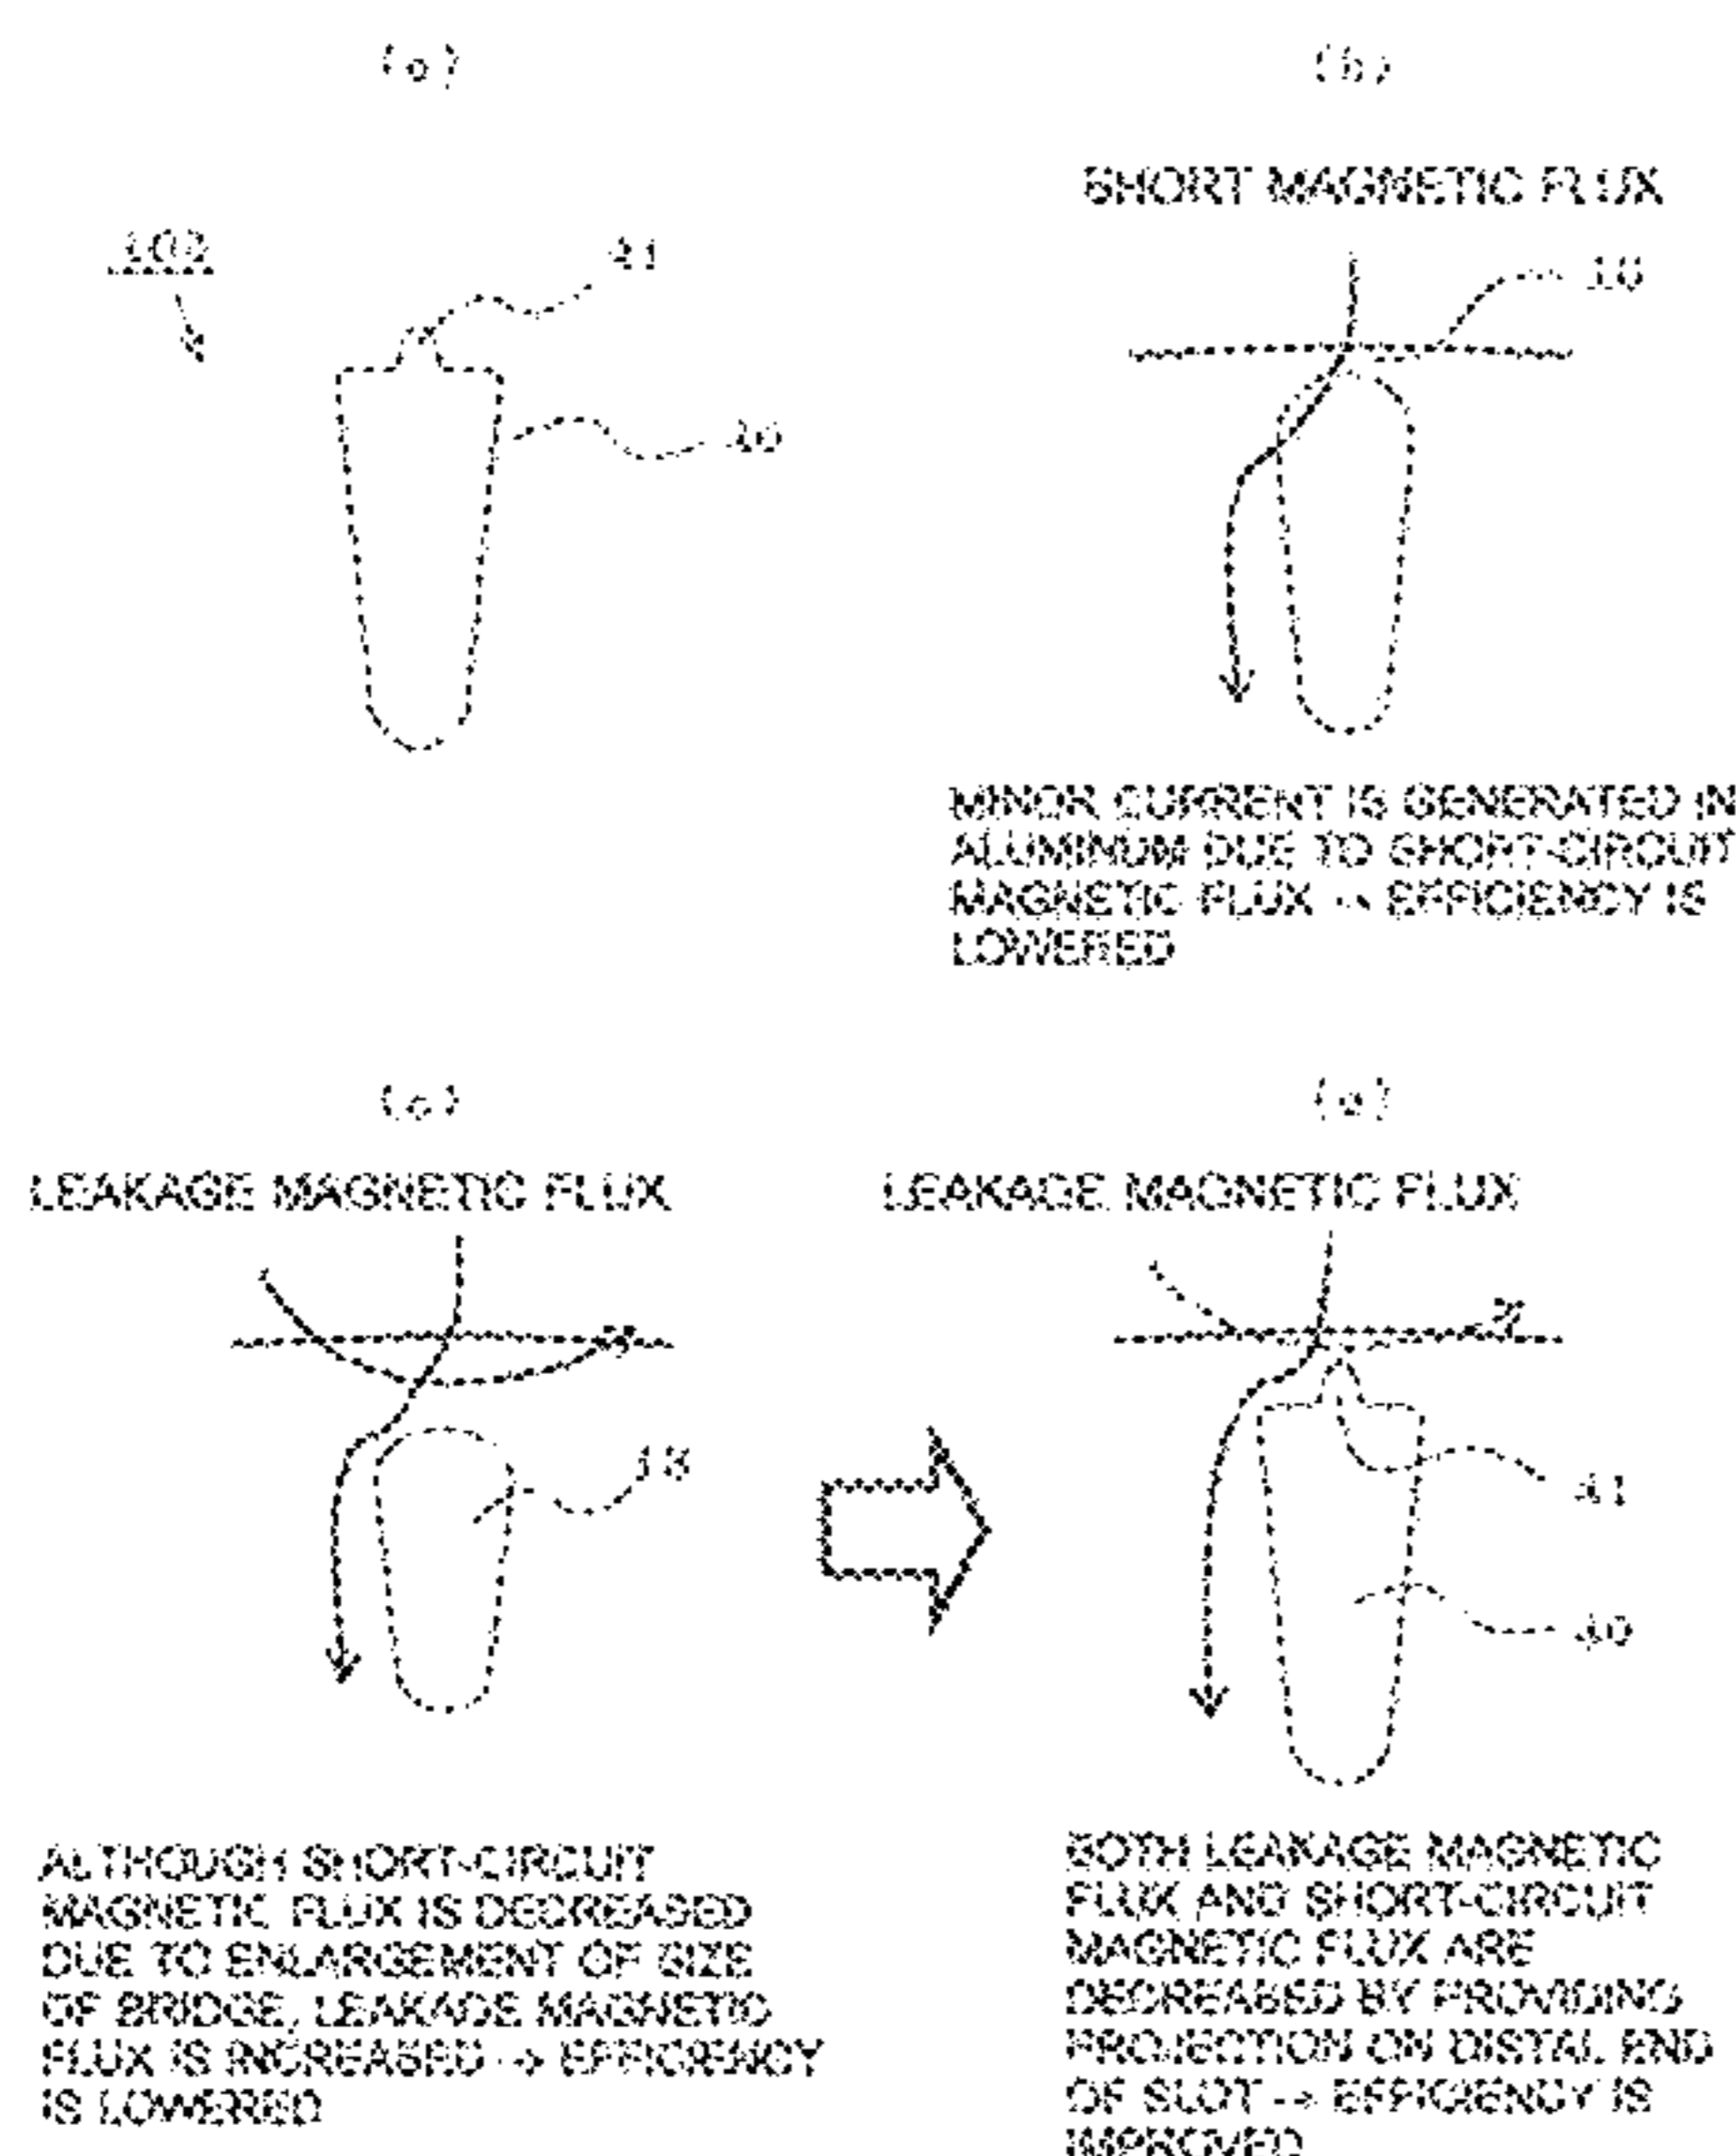 (a)
102
41
40
(b)
SHORT MAGNETIC FLUX
MINOR CURRENT IS GENERATED IN
ALUMINUM DUE TO SHORT-CIRCUIT
MAGNETIC FLUX → EFFICIENCY IS
LOWERED
(c)
LEAKAGE MAGNETIC FLUX
ALTHOUGH SHORT-CIRCUIT
MAGNETIC FLUX IS DECREASED
DUE TO ENLARGEMENT OF SIZE
OF BRIDGE, LEAKAGE MAGNETIC
FLUX IS INCREASED → EFFICIENCY
IS LOWERED
(d)
LEAKAGE MAGNETIC FLUX
41
40
BOTH LEAKAGE MAGNETIC
FLUX AND SHORT-CIRCUIT
MAGNETIC FLUX ARE
DECREASED BY PROVIDING
PROJECTION ON DISTAL END
OF SLOT → EFFICIENCY IS
IMPROVED